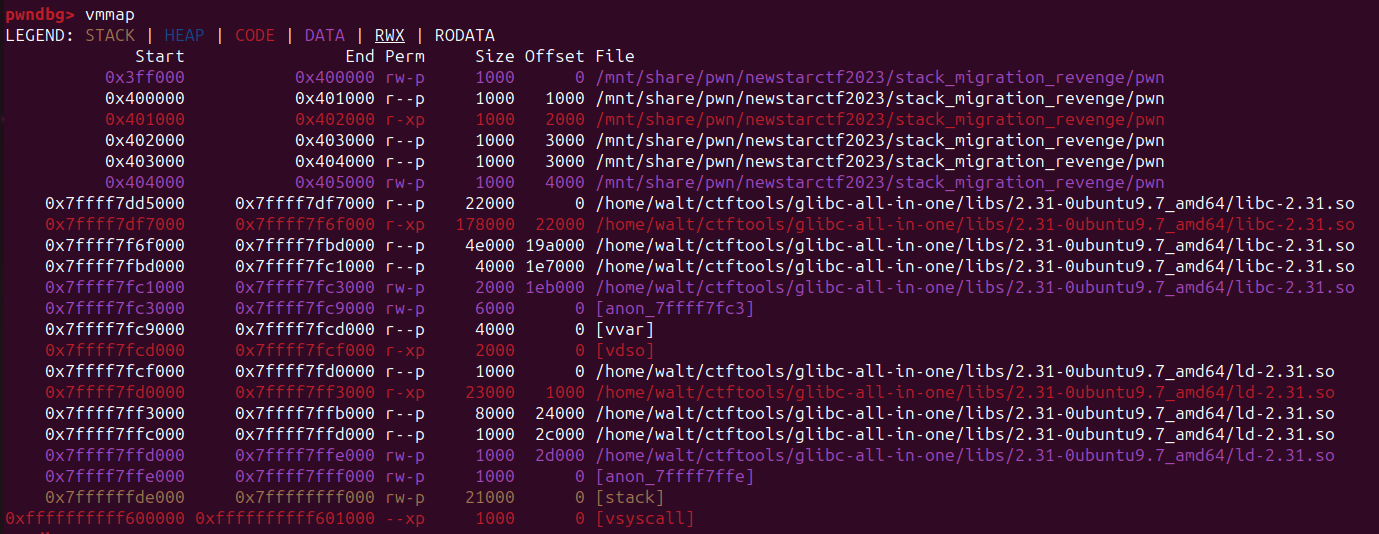 pwndbg> vmmap
LEGEND: STACK | HEAP | CODE | DATA | RWX | RODATA
Start End Perm Size Offset File
0x3ff000 0x400000 rw-p 1000 0 /mnt/share/pwn/newstarctf2023/stack_migration_revenge/pwn
0x400000 0x401000 r--p 1000 1000 /mnt/share/pwn/newstarctf2023/stack_migration_revenge/pwn
0x401000 0x402000 r-xp 1000 2000 /mnt/share/pwn/newstarctf2023/stack_migration_revenge/pwn
0x402000 0x403000 r--p 1000 3000 /mnt/share/pwn/newstarctf2023/stack_migration_revenge/pwn
0x403000 0x404000 r--p 1000 3000 /mnt/share/pwn/newstarctf2023/stack_migration_revenge/pwn
0x404000 0x405000 rw-p 1000 4000 /mnt/share/pwn/newstarctf2023/stack_migration_revenge/pwn
0x7ffff7dd5000 0x7ffff7df7000 r--p 22000 0 /home/walt/ctftools/glibc-all-in-one/libs/2.31-0ubuntu9.7_amd64/libc-2.31.so
0x7ffff7df7000 0x7ffff7f6f000 r-xp 178000 22000 /home/walt/ctftools/glibc-all-in-one/libs/2.31-0ubuntu9.7_amd64/libc-2.31.so
0x7ffff7f6f000 0x7ffff7fbd000 r--p 4e000 19a000 /home/walt/ctftools/glibc-all-in-one/libs/2.31-0ubuntu9.7_amd64/libc-2.31.so
0x7ffff7fbd000 0x7ffff7fc1000 r--p 4000 1e7000 /home/walt/ctftools/glibc-all-in-one/libs/2.31-0ubuntu9.7_amd64/libc-2.31.so
0x7ffff7fc1000 0x7ffff7fc3000 rw-p 2000 1eb000 /home/walt/ctftools/glibc-all-in-one/libs/2.31-0ubuntu9.7_amd64/libc-2.31.so
0x7ffff7fc3000 0x7ffff7fc9000 rw-p 6000 0 [anon_7ffff7fc3]
0x7ffff7fc9000 0x7ffff7fcd000 r--p 4000 0 [vvar]
0x7ffff7fcd000 0x7ffff7fcf000 r-xp 2000 0 [vdso]
0x7ffff7fcf000 0x7ffff7fd0000 r--p 1000 0 /home/walt/ctftools/glibc-all-in-one/libs/2.31-0ubuntu9.7_amd64/ld-2.31.so
0x7ffff7fd0000 0x7ffff7ff3000 r-xp 23000 1000 /home/walt/ctftools/glibc-all-in-one/libs/2.31-0ubuntu9.7_amd64/ld-2.31.so
0x7ffff7ff3000 0x7ffff7ffb000 r--p 8000 24000 /home/walt/ctftools/glibc-all-in-one/libs/2.31-0ubuntu9.7_amd64/ld-2.31.so
0x7ffff7ffc000 0x7ffff7ffd000 r--p 1000 2c000 /home/walt/ctftools/glibc-all-in-one/libs/2.31-0ubuntu9.7_amd64/ld-2.31.so
0x7ffff7ffd000 0x7ffff7ffe000 rw-p 1000 2d000 /home/walt/ctftools/glibc-all-in-one/libs/2.31-0ubuntu9.7_amd64/ld-2.31.so
0x7ffff7ffe000 0x7ffff7fff000 rw-p 1000 0 [anon_7ffff7ffe]
0x7ffffffde000 0x7ffffffff000 rw-p 21000 0 [stack]
0xffffffffff600000 0xffffffffff601000 --xp 1000 0 [vsyscall]